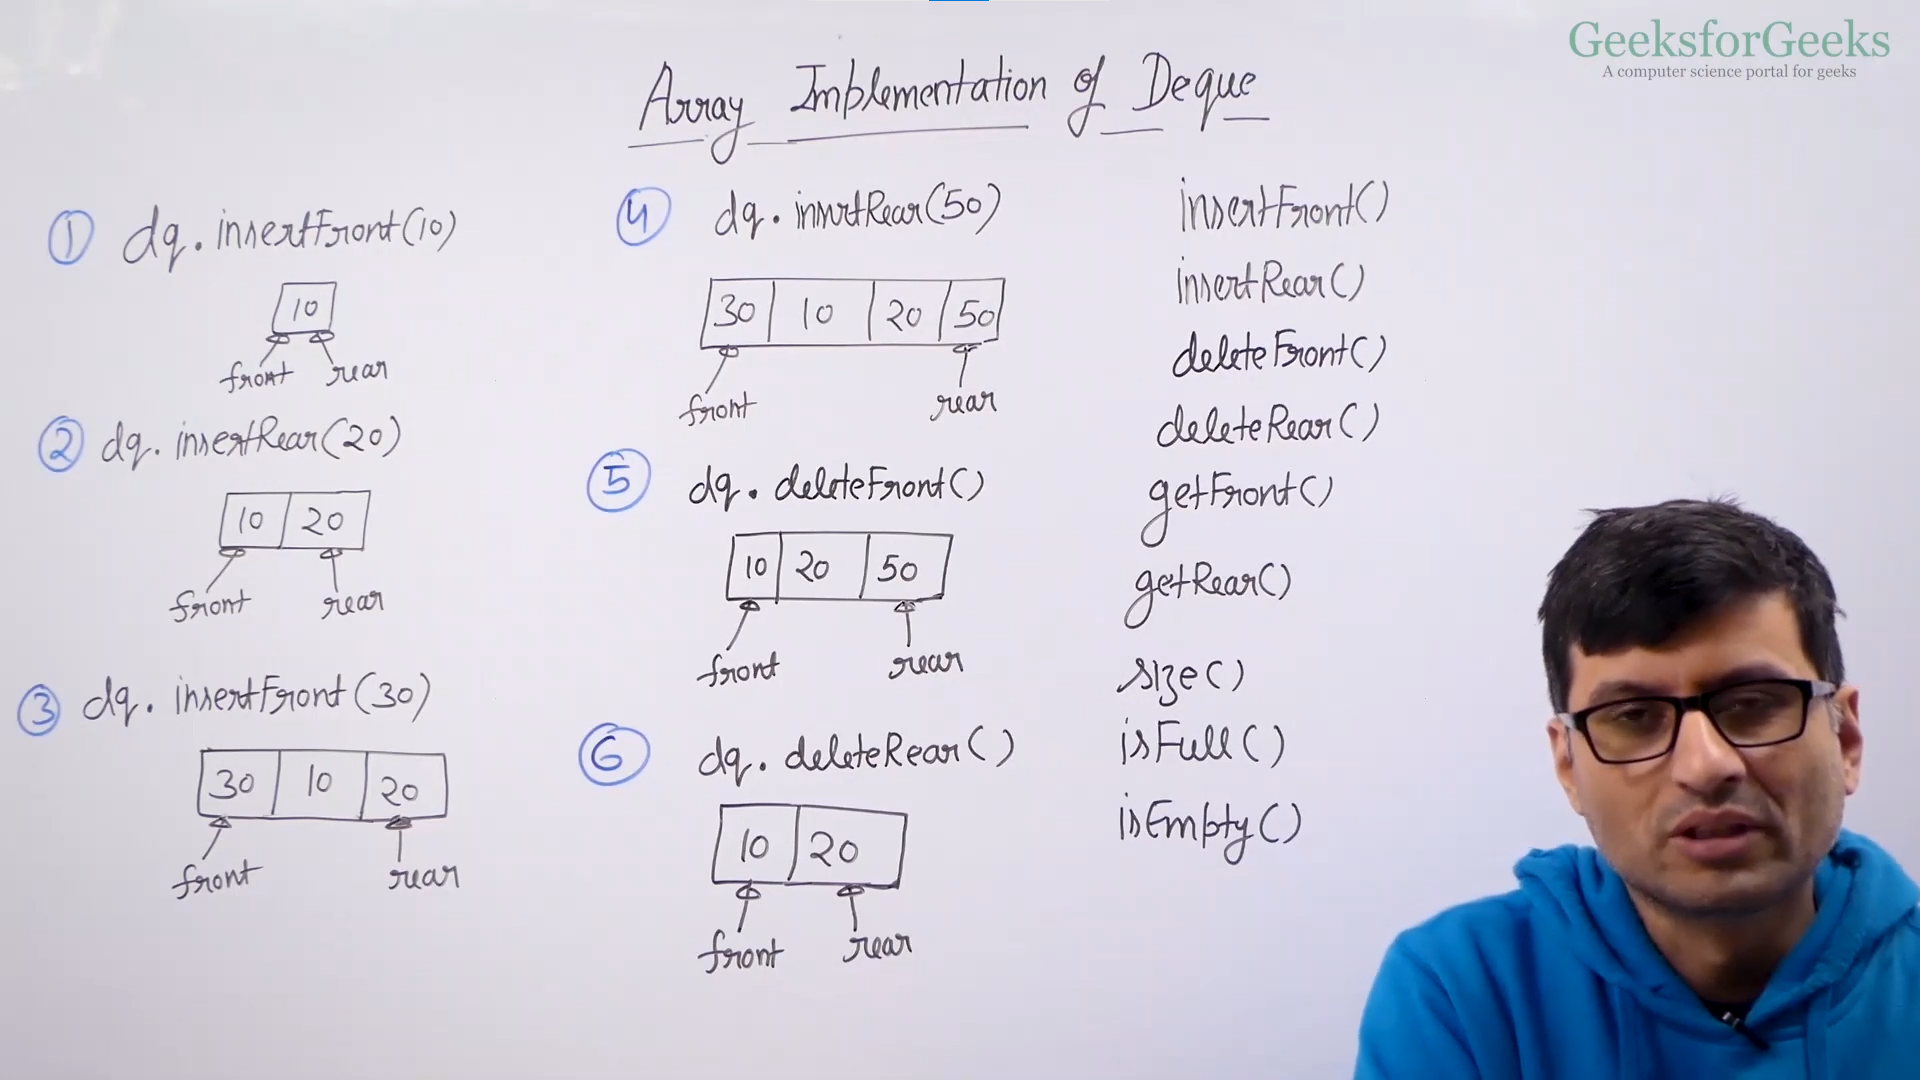 GeeksforGeeks
A computer science portal for geeks
Array Implementation of Deque
① dq.insertFront(10)
10
front rear
② dq.insertRear(20)
10 20
front rear
③ dq.insertFront(30)
30 10 20
front rear
④ dq.insertRear(50)
30 10 20 50
front rear
⑤ dq.deleteFront()
10 20 50
front rear
⑥ dq.deleteRear()
10 20
front rear
insertFront()
insertRear()
deleteFront()
deleteRear()
getFront()
getRear()
size()
isFull()
isEmpty()